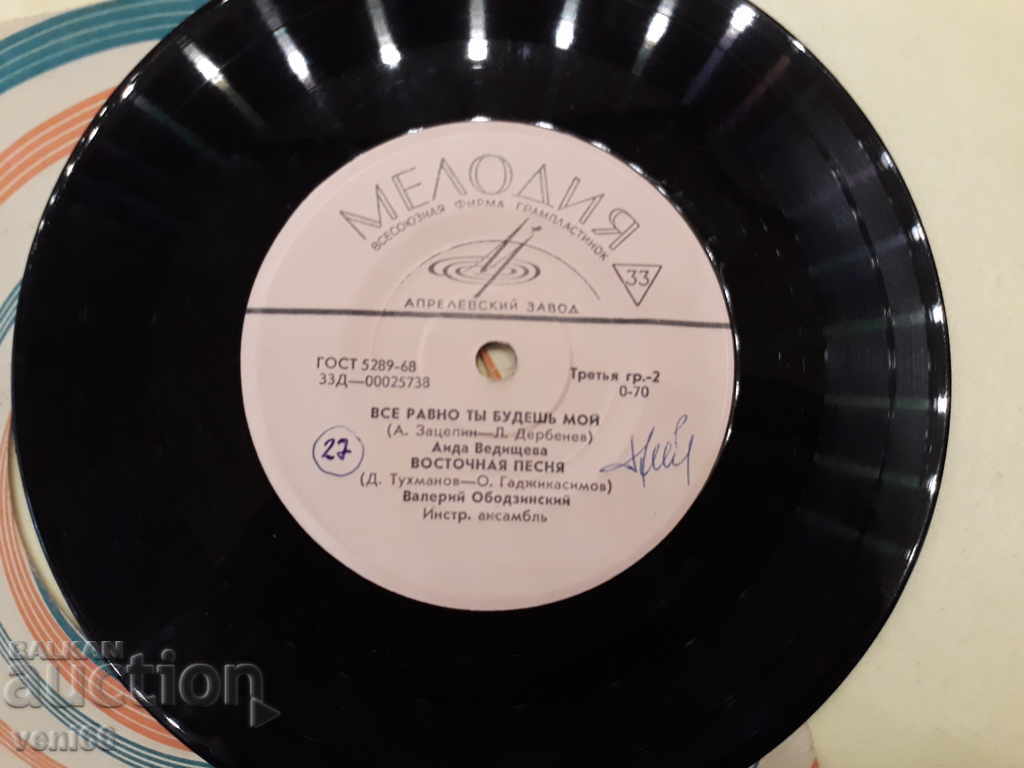 МЕЛОДИЯ
ВСЕСОЮЗНАЯ ФИРМА ГРАМПЛАСТИНОК
33
АПРЕЛЕВСКИЙ ЗАВОД
ГОСТ 5289-68
33Д—00025738
Третья гр.-2
0-70
ВСЕ РАВНО ТЫ БУДЕШЬ МОЙ
(А. Зацепин—Л. Дербенев)
Аида Ведищева
ВОСТОЧНАЯ ПЕСНЯ
(Д. Тухманов—О. Гаджикасимов)
Валерий Ободзинский
Инстр. ансамбль
27
BALKAN
auction
veni88